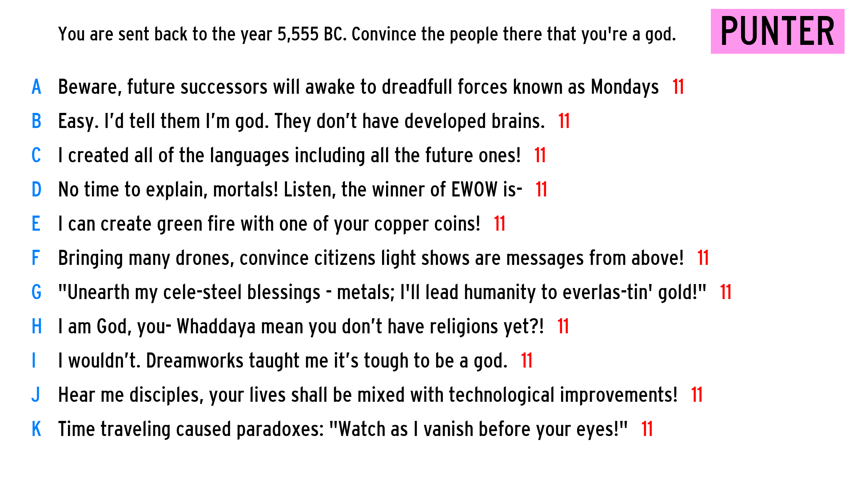 You are sent back to the year 5,555 BC. Convince the people there that you're a god.
PUNTER
A Beware, future successors will awake to dreadfull forces known as Mondays 11
B Easy. I’d tell them I’m god. They don’t have developed brains. 11
C I created all of the languages including all the future ones! 11
D No time to explain, mortals! Listen, the winner of EWOW is- 11
E I can create green fire with one of your copper coins! 11
F Bringing many drones, convince citizens light shows are messages from above! 11
G "Unearth my cele-steel blessings - metals; I'll lead humanity to everlas-tin' gold!" 11
H I am God, you- Whaddaya mean you don’t have religions yet?! 11
I I wouldn’t. Dreamworks taught me it’s tough to be a god. 11
J Hear me disciples, your lives shall be mixed with technological improvements! 11
K Time traveling caused paradoxes: "Watch as I vanish before your eyes!" 11